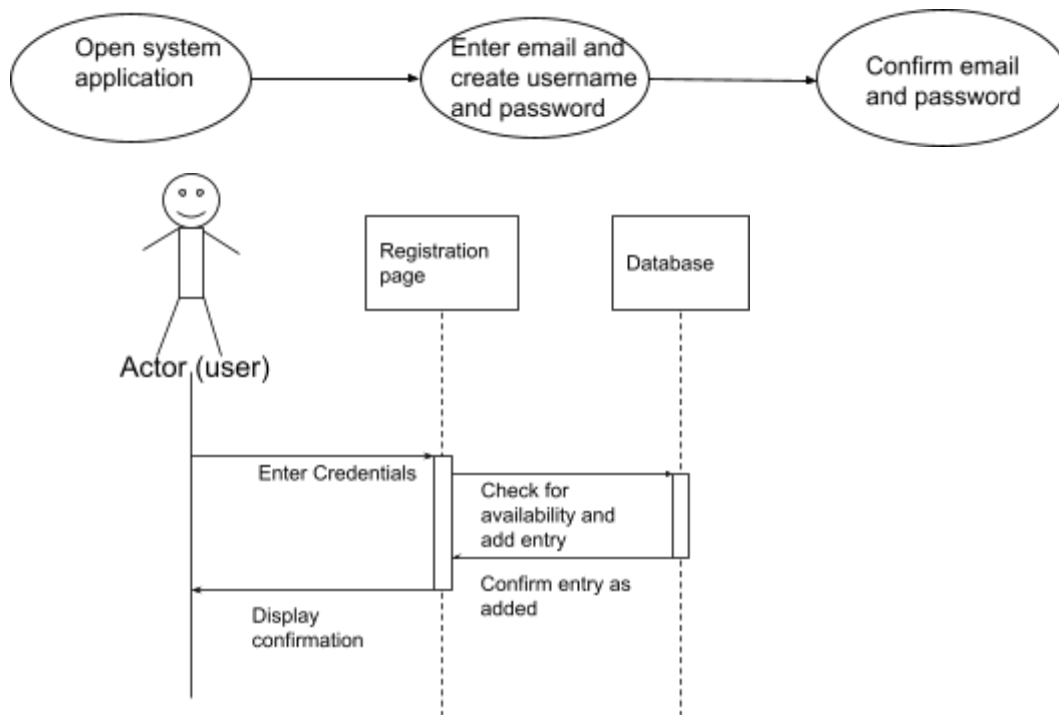 Open system
application
Enter email and
create username
and password
Confirm email
and password
Registration
page
Database
Actor (user)
Enter Credentials
Check for
availability and
add entry
Confirm entry as
added
Display
confirmation